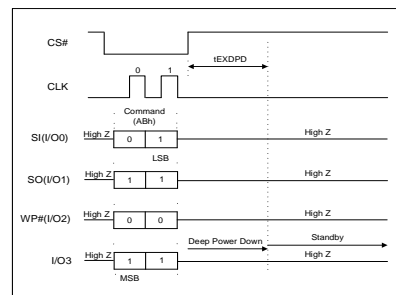 CS#
tEXDPD
0 1
CLK
Command
(ABh)
High Z High Z
SI(I/O0) 0 1
LSB
High Z High Z
SO(I/O1) 1 1
High Z High Z
WP#(I/O2) 0 0
Deep Power Down Standby
High Z High Z
I/O3 1 1
MSB